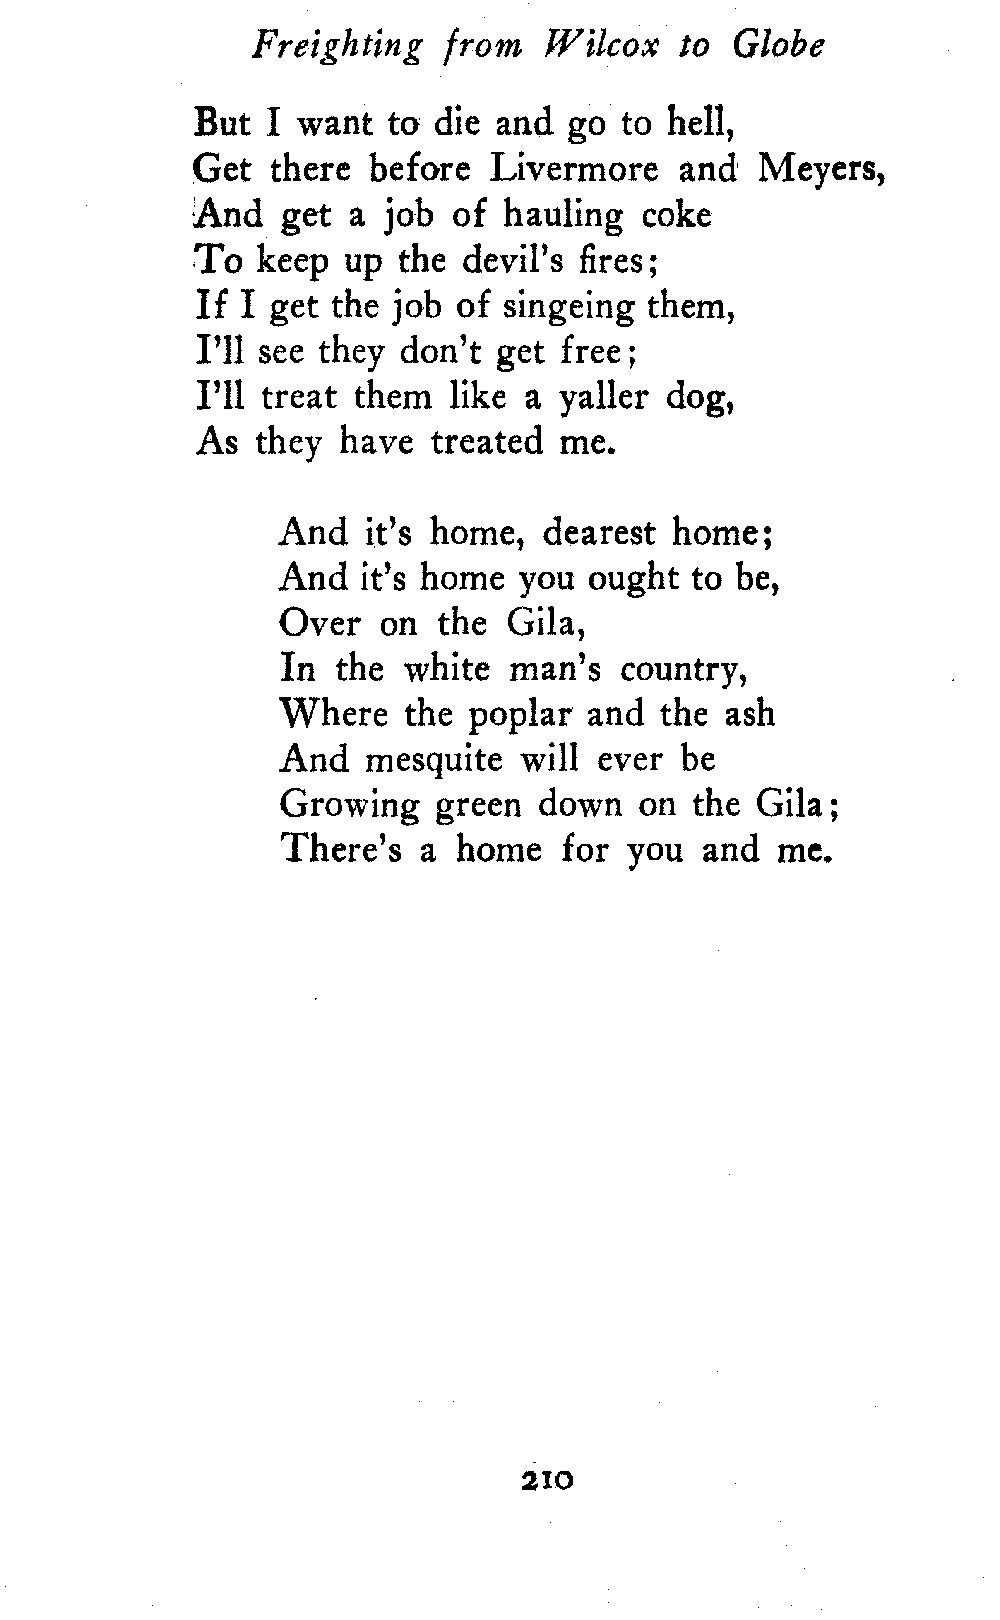 Freighting from Wilcox to Globe
But I want to die and go to hell,
Get there before Livermore and Meyers,
And get a job of hauling coke
To keep up the devil's fires;
If I get the job of singeing them,
I'll see they don't get free;
I'll treat them like a yaller dog,
As they have treated me.
And it's home, dearest home;
And it's home you ought to be,
Over on the Gila,
In the white man's country,
Where the poplar and the ash
And mesquite will ever be
Growing green down on the Gila;
There's a home for you and me.
210